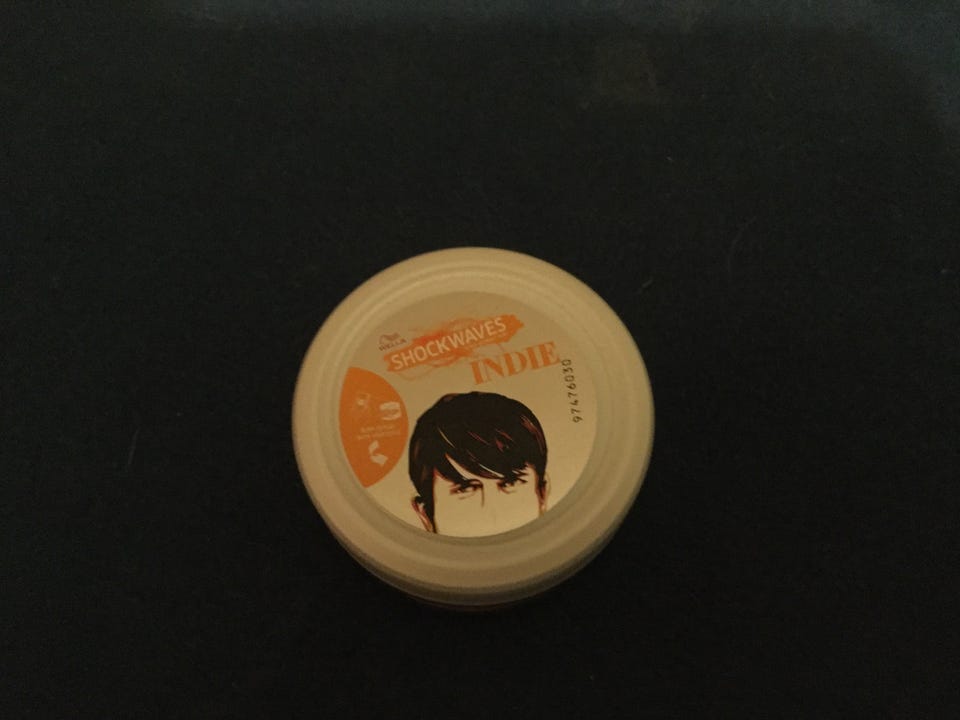 WELLA
SHOCKWAVES
INDIE
97476030